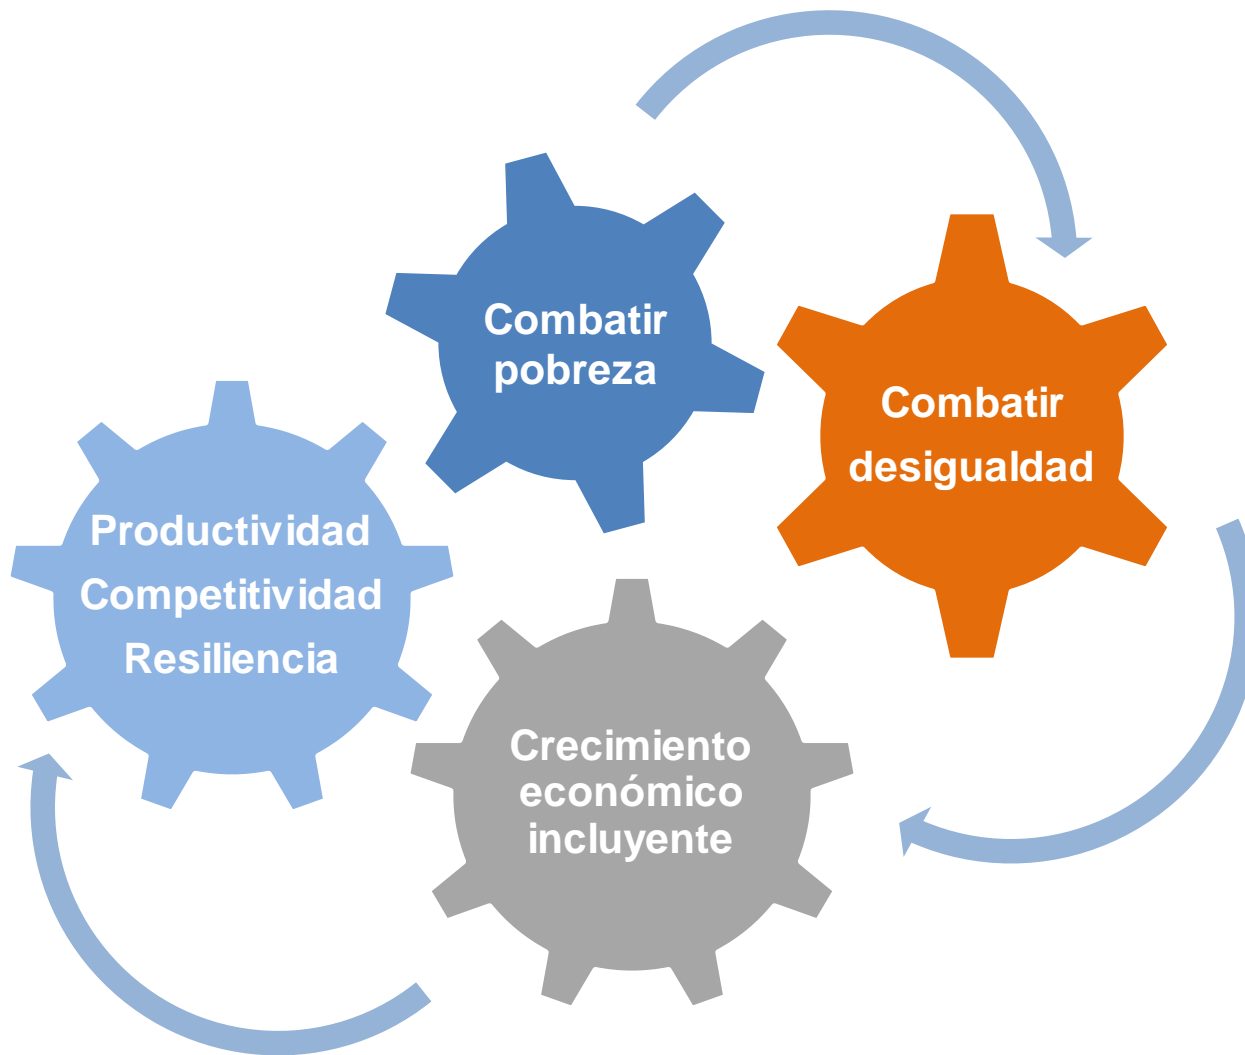 Combatir
pobreza
Combatir
desigualdad
Productividad
Competitividad
Resiliencia
Crecimiento
económico
incluyente